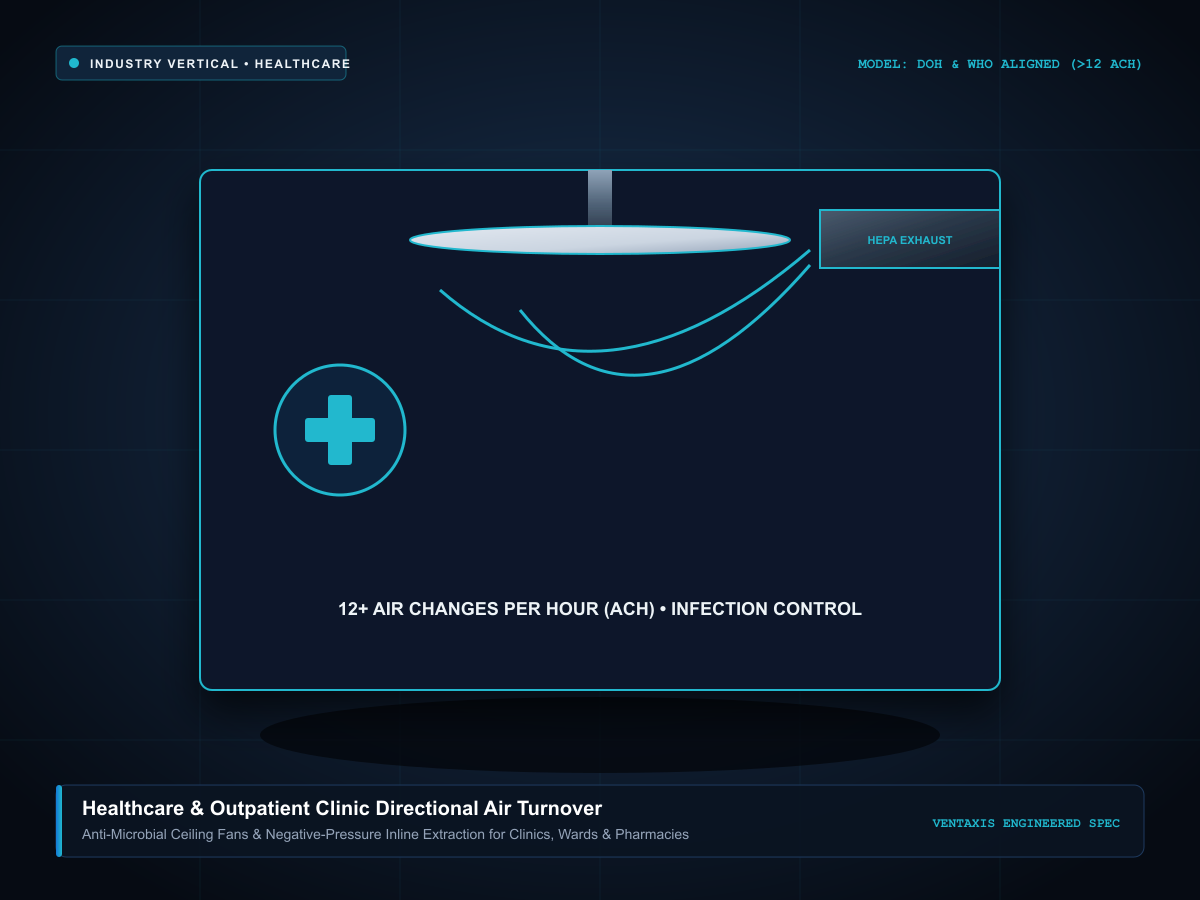 INDUSTRY VERTICAL • HEALTHCARE
MODEL: DOH & WHO ALIGNED (>12 ACH)
HEPA EXHAUST
12+ AIR CHANGES PER HOUR (ACH) • INFECTION CONTROL
Healthcare & Outpatient Clinic Directional Air Turnover
Anti-Microbial Ceiling Fans & Negative-Pressure Inline Extraction for Clinics, Wards & Pharmacies
VENTAXIS ENGINEERED SPEC